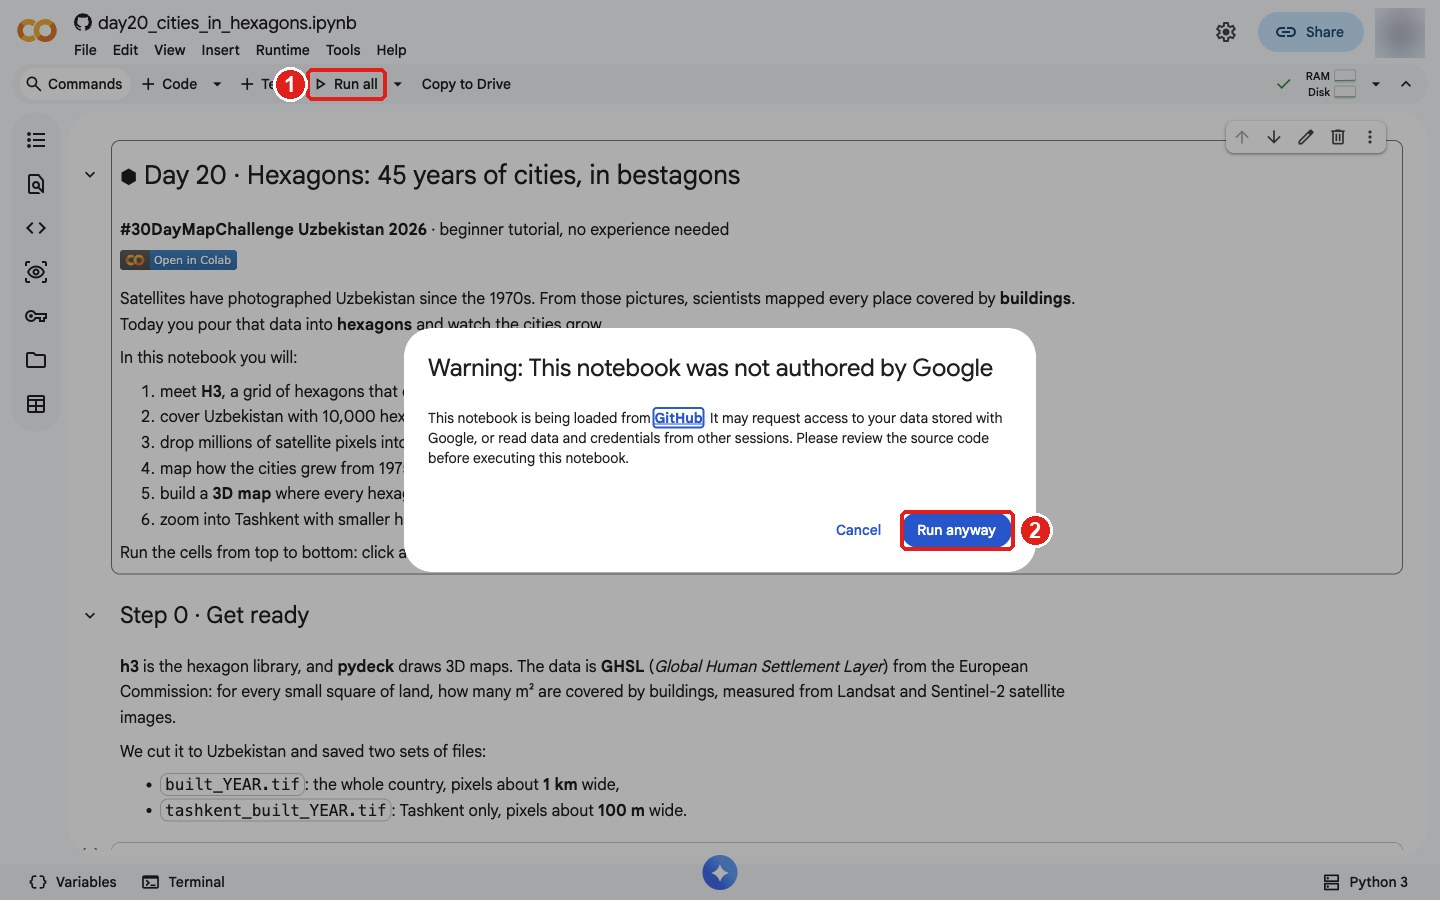 day20_cities_in_hexagons.ipynb
File Edit View Insert Runtime Tools Help
Share
Commands + Code + Te 1 Run all Copy to Drive
RAM
Disk
Day 20 · Hexagons: 45 years of cities, in bestagons
#30DayMapChallenge Uzbekistan 2026 · beginner tutorial, no experience needed
Open in Colab
Satellites have photographed Uzbekistan since the 1970s. From those pictures, scientists mapped every place covered by buildings.
Today you pour that data into hexagons and watch the cities grow
In this notebook you will:
1. meet H3, a grid of hexagons that
2. cover Uzbekistan with 10,000 hex
3. drop millions of satellite pixels into
4. map how the cities grew from 197
5. build a 3D map where every hexa
6. zoom into Tashkent with smaller h
Run the cells from top to bottom: click a
Warning: This notebook was not authored by Google
This notebook is being loaded from GitHub. It may request access to your data stored with
Google, or read data and credentials from other sessions. Please review the source code
before executing this notebook.
Cancel Run anyway 2
Step 0 · Get ready
h3 is the hexagon library, and pydeck draws 3D maps. The data is GHSL (Global Human Settlement Layer) from the European
Commission: for every small square of land, how many m² are covered by buildings, measured from Landsat and Sentinel-2 satellite
images.
We cut it to Uzbekistan and saved two sets of files:
• built_YEAR.tif: the whole country, pixels about 1 km wide,
• tashkent_built_YEAR.tif: Tashkent only, pixels about 100 m wide.
Variables Terminal
Python 3